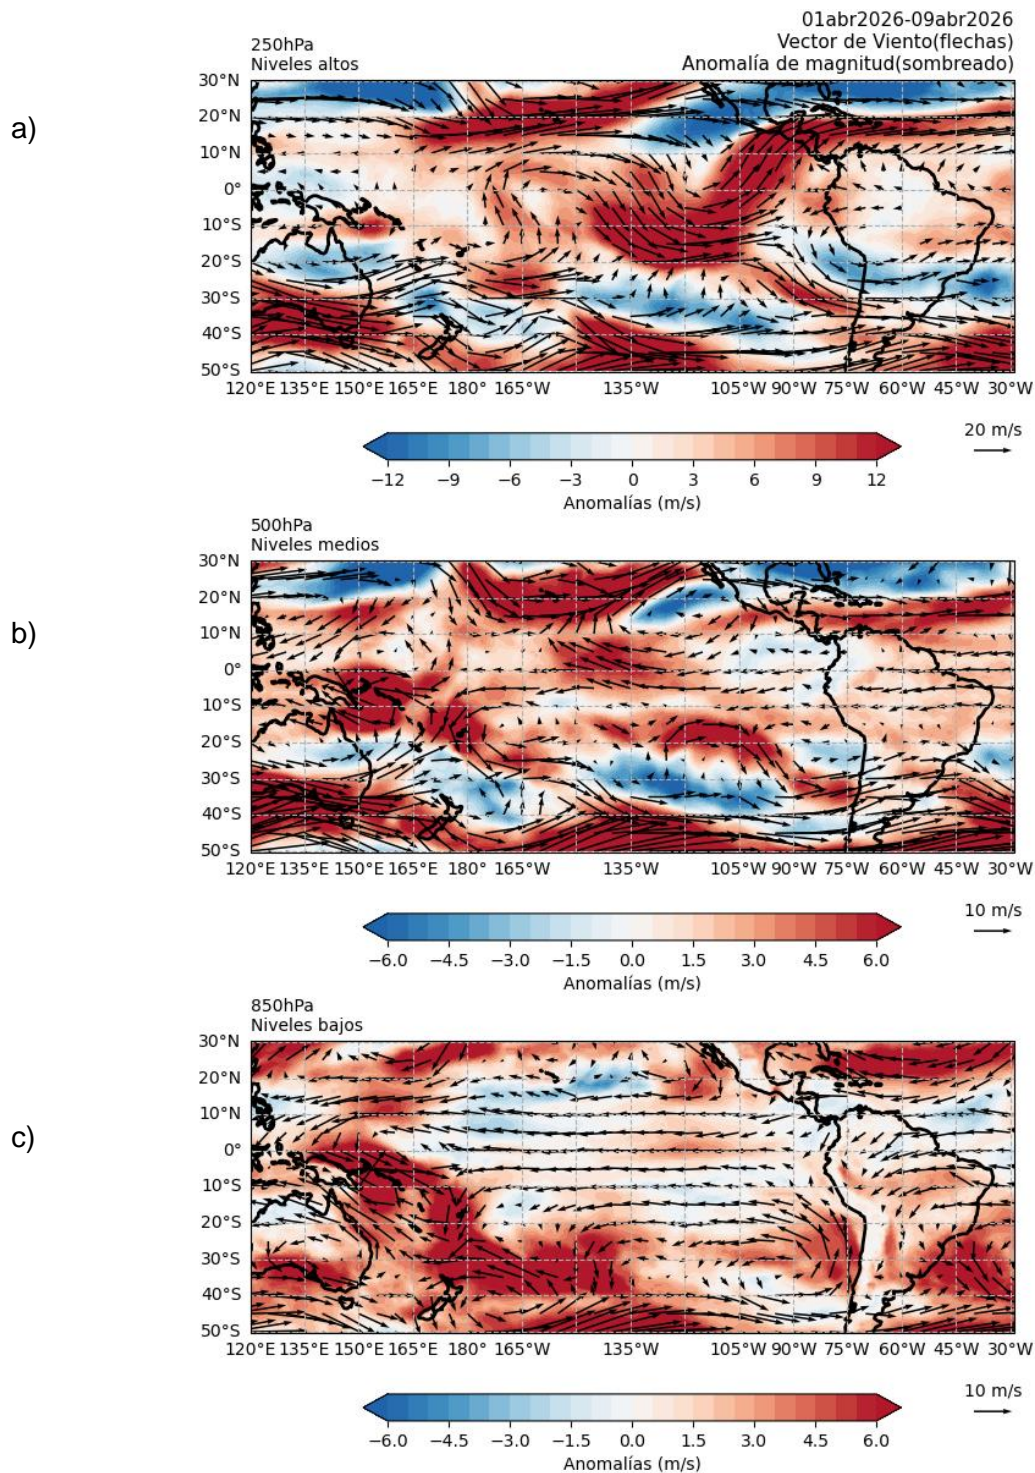 01abr2026-09abr2026
Vector de Viento(flechas)
Anomalía de magnitud(sombreado)
250hPa
Niveles altos
a)
30°N
20°N
10°N
0°
10°S
20°S
30°S
40°S
50°S
120°E 135°E 150°E 165°E 180° 165°W 135°W 105°W 90°W 75°W 60°W 45°W 30°W
20 m/s
−12 −9 −6 −3 0 3 6 9 12
Anomalías (m/s)
500hPa
Niveles medios
b)
30°N
20°N
10°N
0°
10°S
20°S
30°S
40°S
50°S
120°E 135°E 150°E 165°E 180° 165°W 135°W 105°W 90°W 75°W 60°W 45°W 30°W
10 m/s
−6.0 −4.5 −3.0 −1.5 0.0 1.5 3.0 4.5 6.0
Anomalías (m/s)
850hPa
Niveles bajos
c)
30°N
20°N
10°N
0°
10°S
20°S
30°S
40°S
50°S
120°E 135°E 150°E 165°E 180° 165°W 135°W 105°W 90°W 75°W 60°W 45°W 30°W
10 m/s
−6.0 −4.5 −3.0 −1.5 0.0 1.5 3.0 4.5 6.0
Anomalías (m/s)